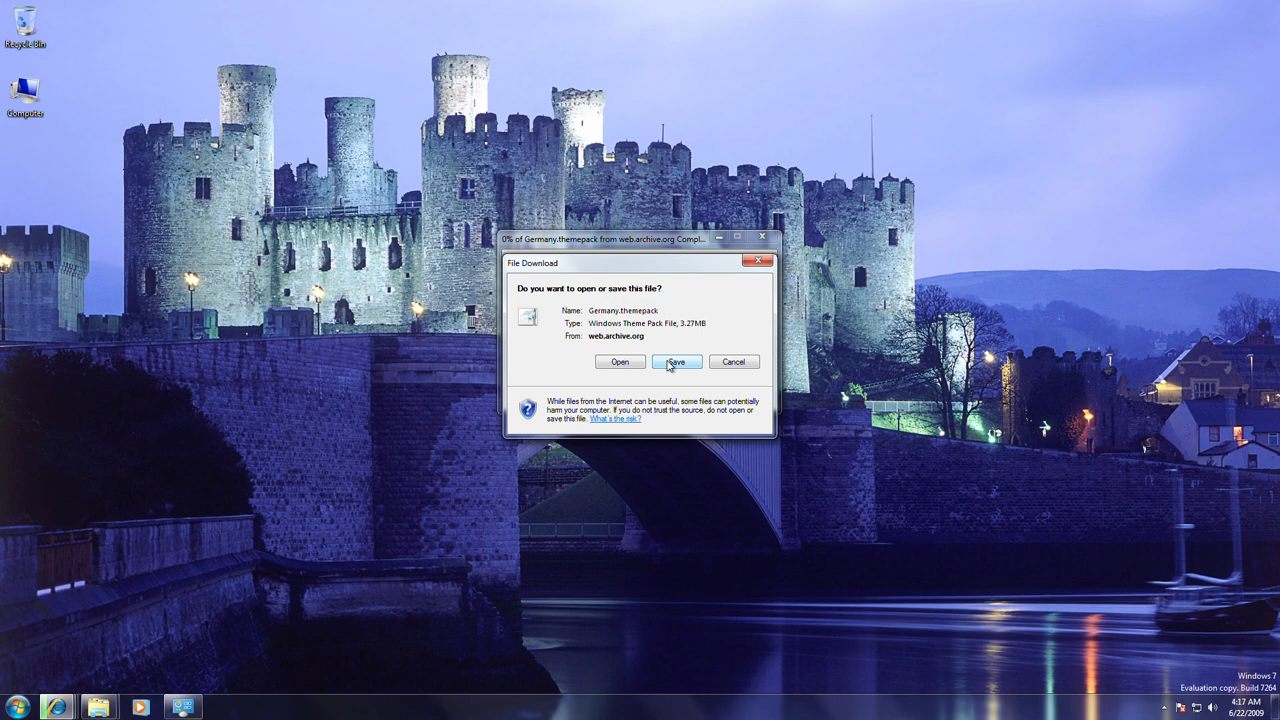 Recycle Bin
Computer
0% of Germany.themepack from web.archive.org Compl...
File Download
Do you want to open or save this file?
Name: Germany.themepack
Type: Windows Theme Pack File, 3.27MB
From: web.archive.org
Open Save Cancel
While files from the Internet can be useful, some files can potentially
harm your computer. If you do not trust the source, do not open or
save this file. What's the risk?
Windows 7
Evaluation copy. Build 7264
4:17 AM
6/22/2009